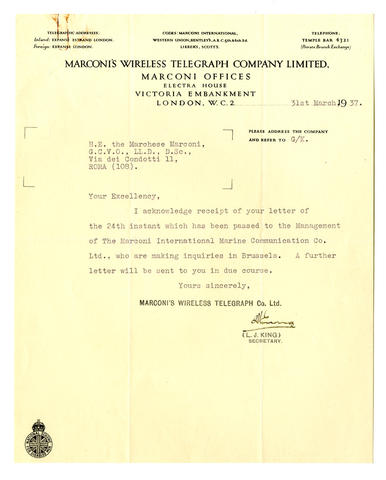 TELEGRAPHIC ADDRESSES:
Inland: EXPANSE ESTRAND LONDON.
Foreign: EXPANSE LONDON.
CODES: MARCONI INTERNATIONAL,
WESTERN UNION, BENTLEY'S, A.B.C. 5th & 6th Ed.
LIEBERS, SCOTTS.
TELEPHONE:
TEMPLE BAR 4321
(Private Branch Exchange)
MARCONI'S WIRELESS TELEGRAPH COMPANY LIMITED,
MARCONI OFFICES
ELECTRA HOUSE
VICTORIA EMBANKMENT
LONDON, W.C.2
31st March 1937.
PLEASE ADDRESS THE COMPANY
AND REFER TO G/K.
H.E. the Marchese Marconi,
G.C.V.O., LL.D., D.Sc.,
Via dei Condotti 11,
ROMA (108).
Your Excellency,
I acknowledge receipt of your letter of
the 24th instant which has been passed to the Management
of The Marconi International Marine Communication Co.
Ltd., who are making inquiries in Brussels. A further
letter will be sent to you in due course.
Yours sincerely,
MARCONI'S WIRELESS TELEGRAPH Co. Ltd.
(L. J. KING)
SECRETARY.